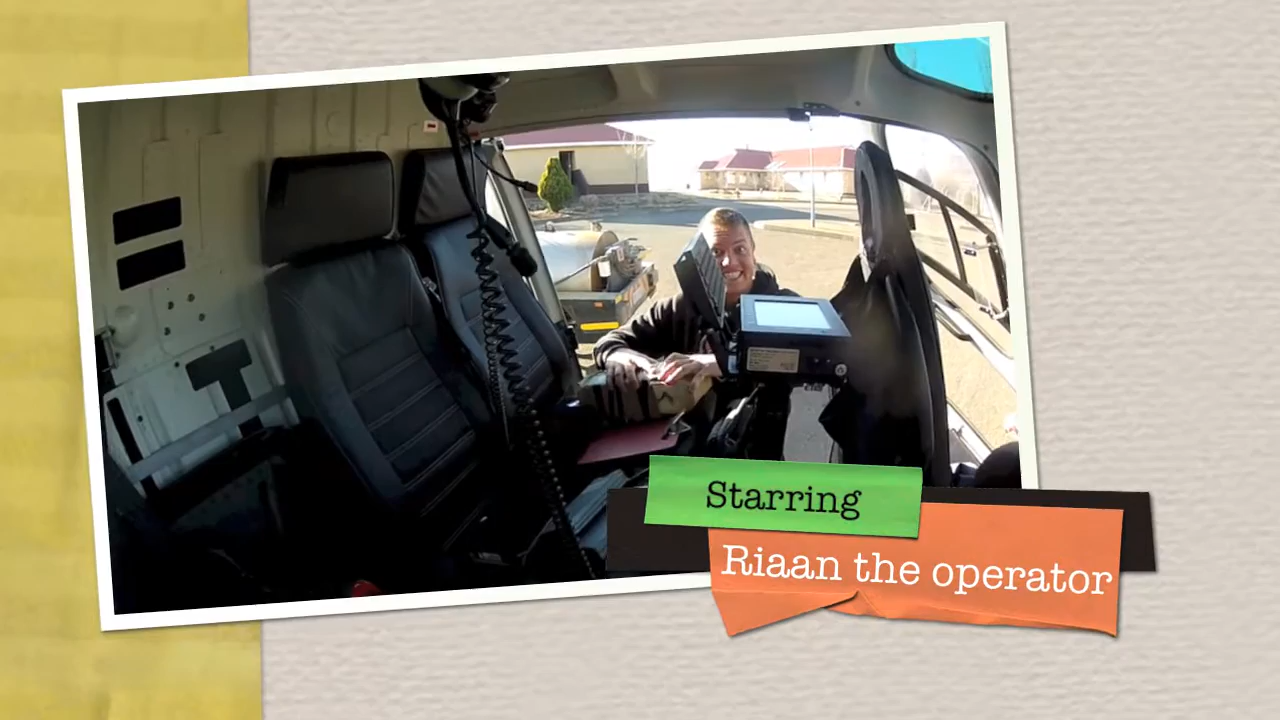 Starring
Riaan the operator